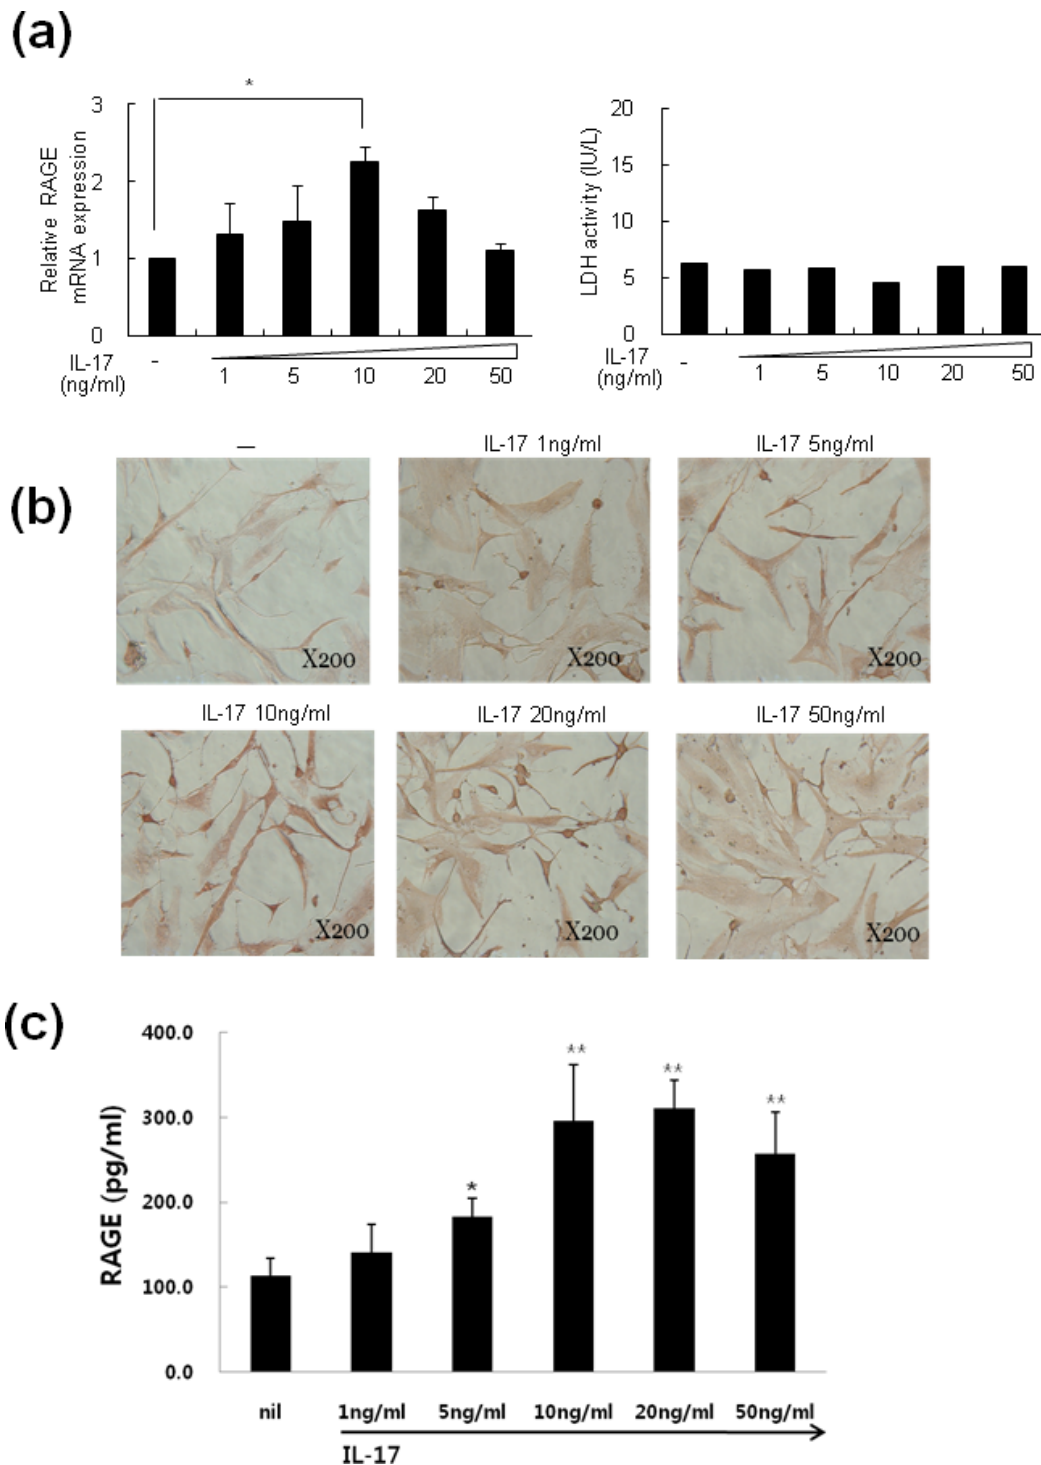 (a)
*
3
2
1
0
Relative RAGE
mRNA expression
IL-17
(ng/ml)
– 1 5 10 20 50
20
15
10
5
0
LDH activity (IU/L)
IL-17
(ng/ml)
– 1 5 10 20 50
(b)
— IL-17 1ng/ml IL-17 5ng/ml
X200 X200 X200
IL-17 10ng/ml IL-17 20ng/ml IL-17 50ng/ml
X200 X200 X200
(c)
400.0
300.0
200.0
100.0
0.0
RAGE (pg/ml)
* ** ** **
nil 1ng/ml 5ng/ml 10ng/ml 20ng/ml 50ng/ml
IL-17